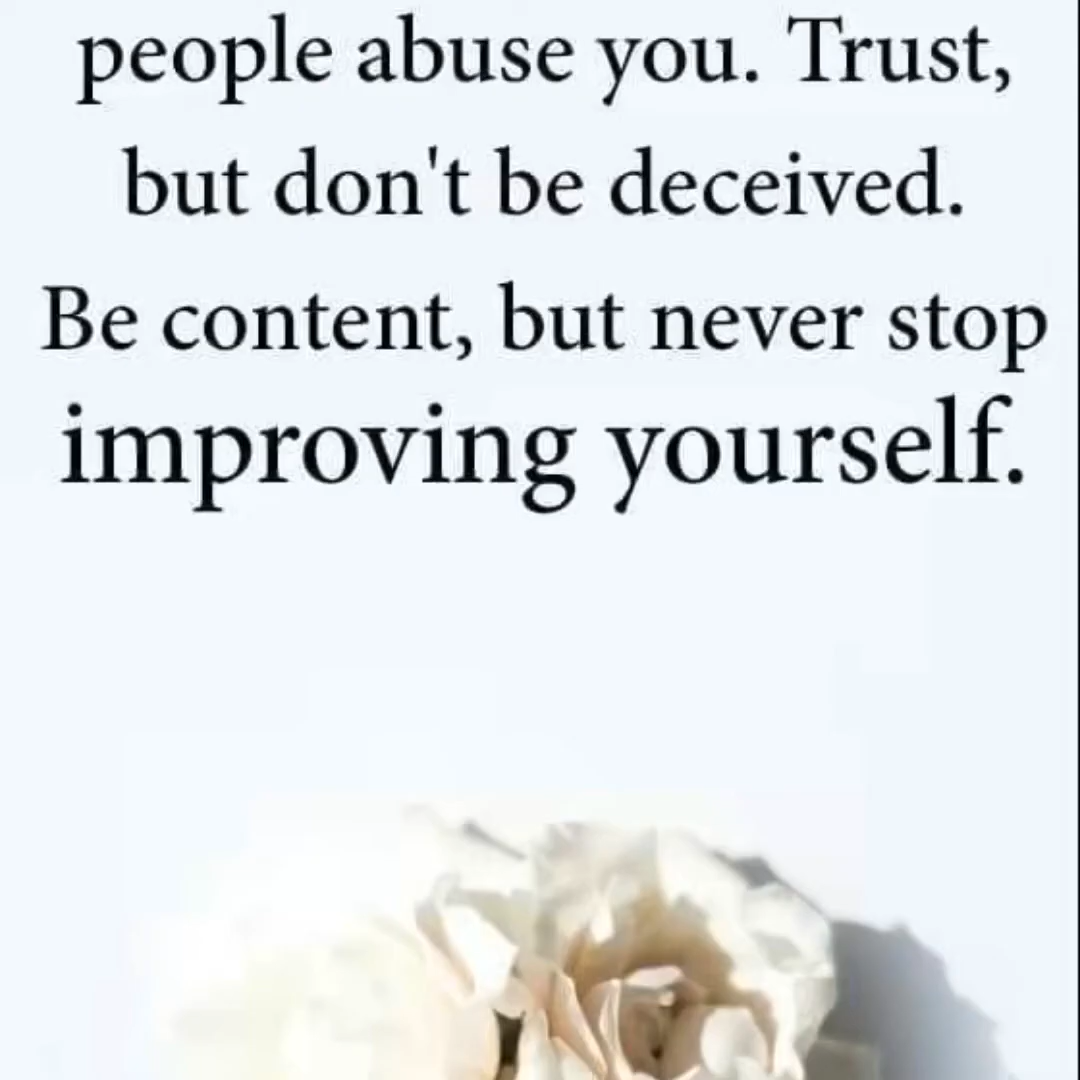 people abuse you. Trust,
but don't be deceived.
Be content, but never stop
improving yourself.